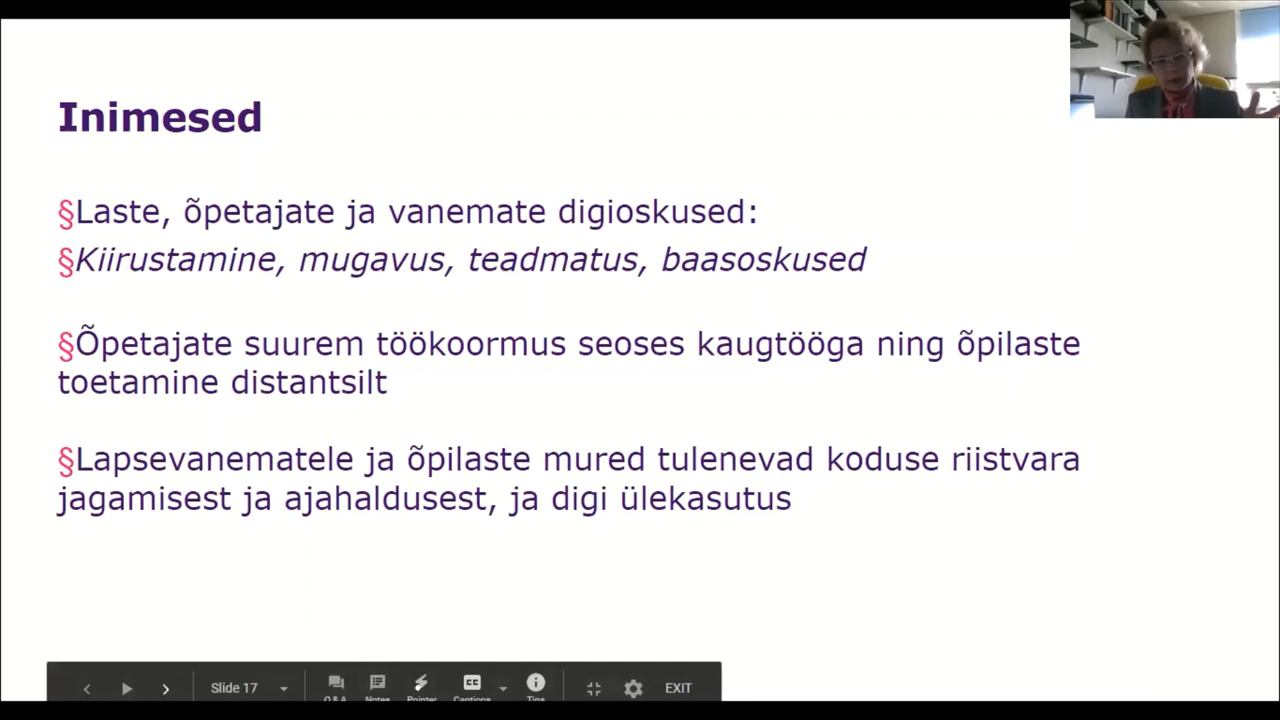 Inimesed
§Laste, õpetajate ja vanemate digioskused:
§Kiirustamine, mugavus, teadmatus, baasoskused
§Õpetajate suurem töökoormus seoses kaugtööga ning õpilaste
toetamine distantsilt
§Lapsevanematele ja õpilaste mured tulenevad koduse riistvara
jagamisest ja ajahaldusest, ja digi ülekasutus
Slide 17
Q & A Notes Pointer Captions Tips
EXIT